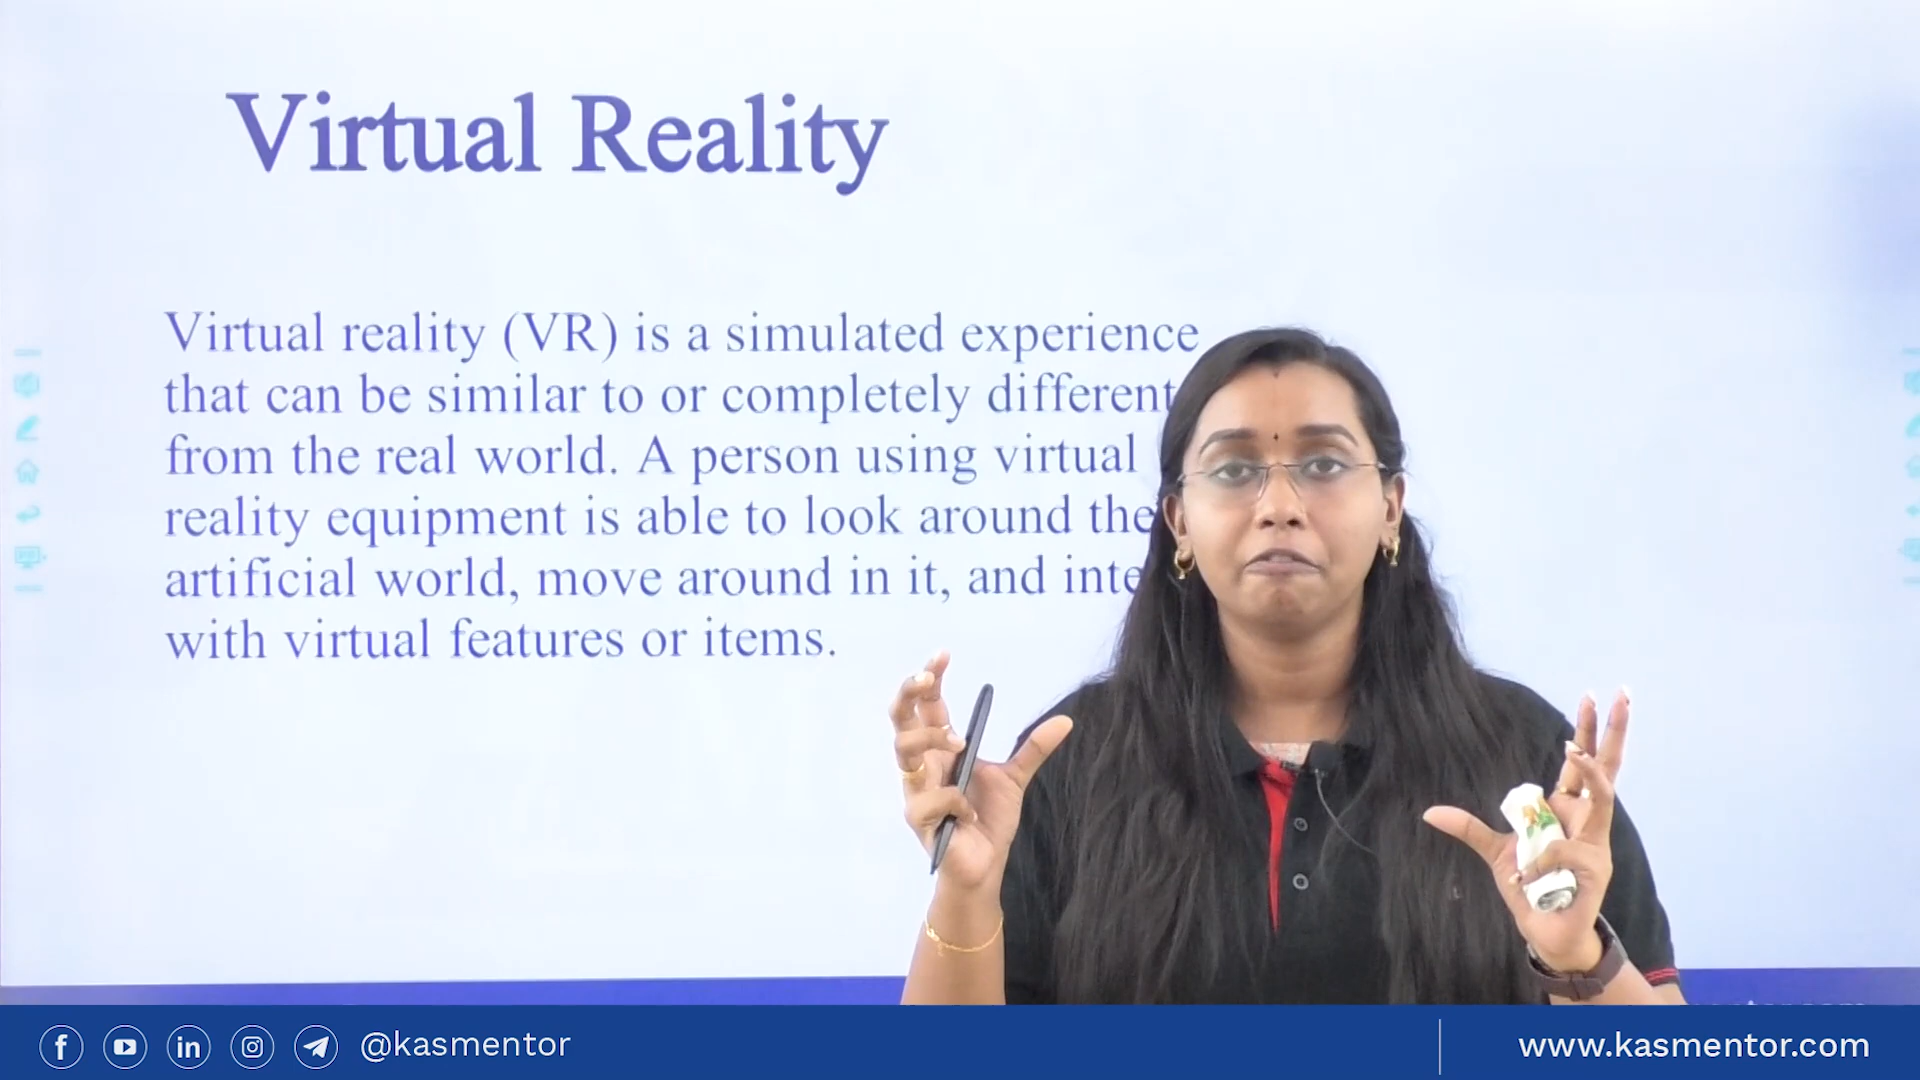 Virtual Reality
Virtual reality (VR) is a simulated experience
that can be similar to or completely different
from the real world. A person using virtual
reality equipment is able to look around the
artificial world, move around in it, and inte
with virtual features or items.
@kasmentor
www.kasmentor.com